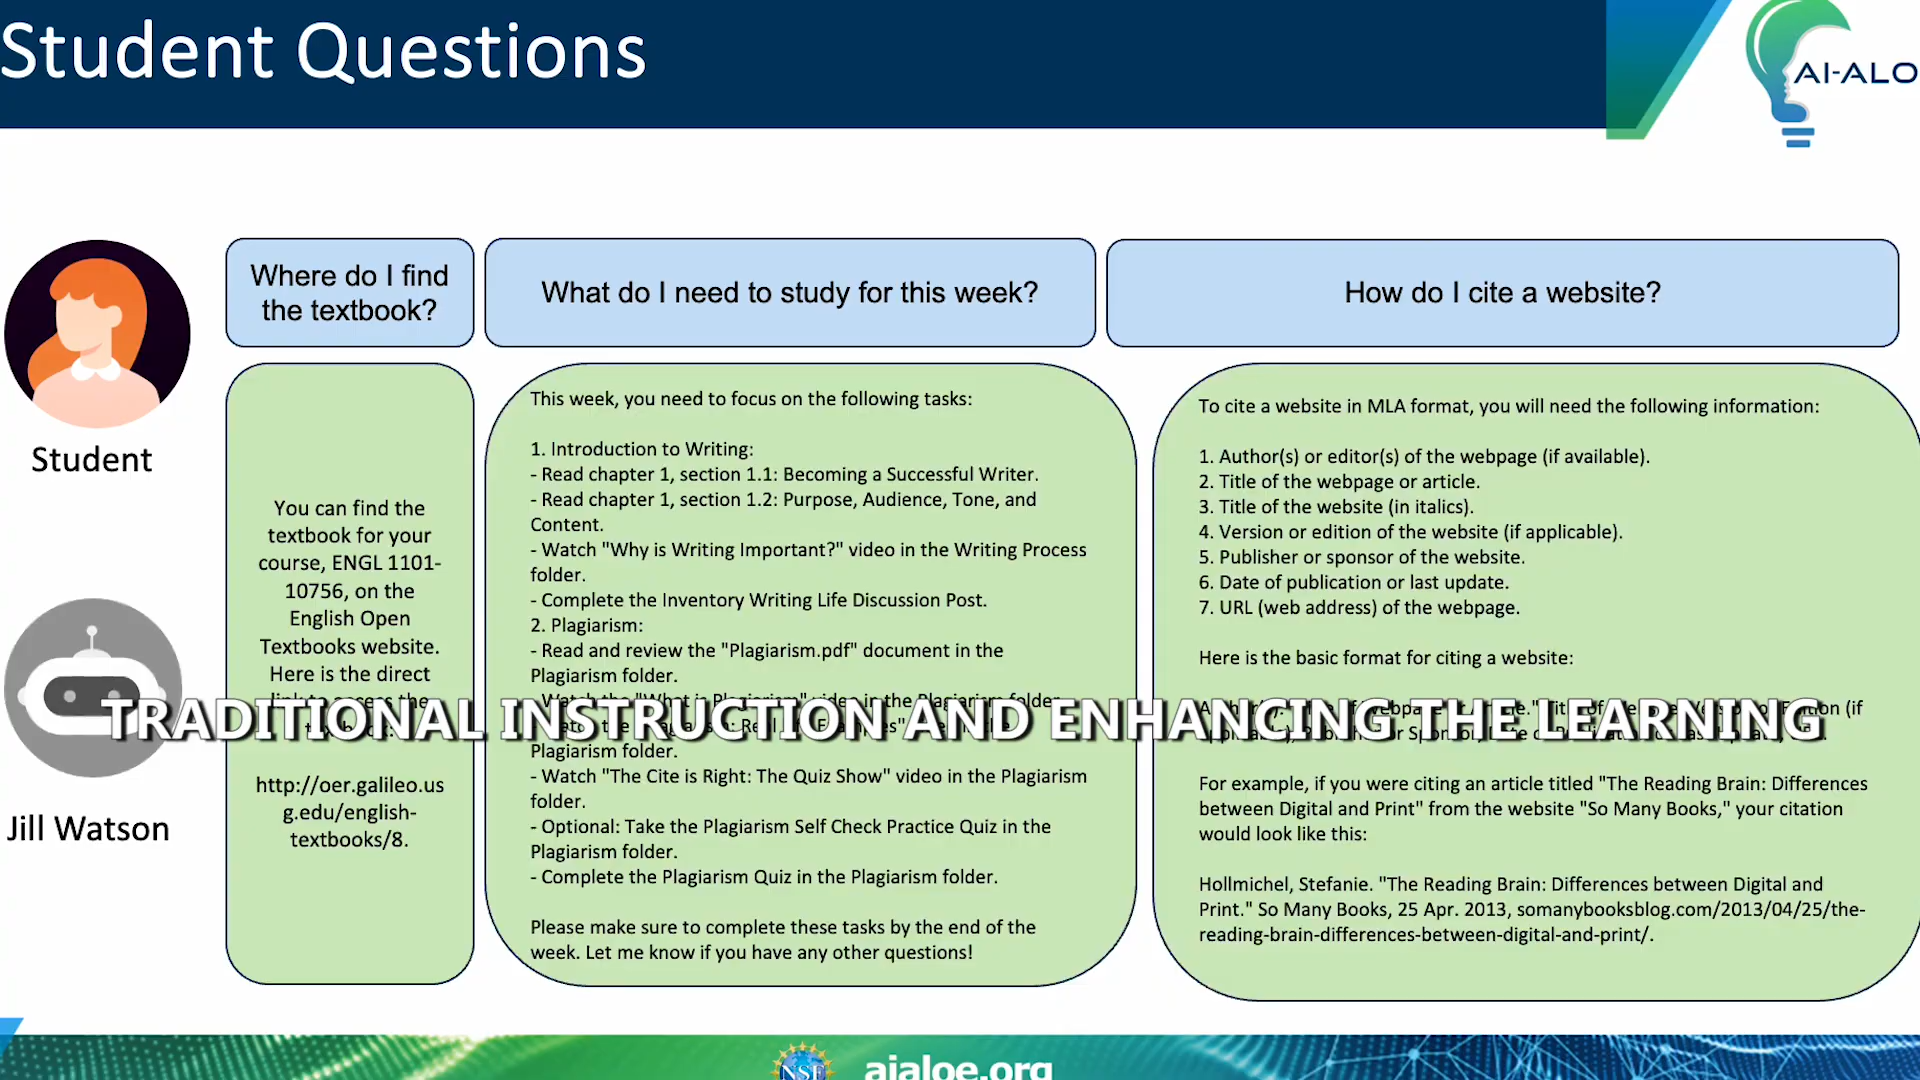 Student Questions
AI-ALO
Where do I find
the textbook?
What do I need to study for this week?
How do I cite a website?
Student
Jill Watson
You can find the
textbook for your
course, ENGL 1101-
10756, on the
English Open
Textbooks website.
Here is the direct
link to access the
http://oer.galileo.us
g.edu/english-
textbooks/8.
This week, you need to focus on the following tasks:
1. Introduction to Writing:
- Read chapter 1, section 1.1: Becoming a Successful Writer.
- Read chapter 1, section 1.2: Purpose, Audience, Tone, and
Content.
- Watch "Why is Writing Important?" video in the Writing Process
folder.
- Complete the Inventory Writing Life Discussion Post.
2. Plagiarism:
- Read and review the "Plagiarism.pdf" document in the
Plagiarism folder.
- Watch the "What is Plagiarism" video in the Plagiarism folder.
Plagiarism folder.
- Watch "The Cite is Right: The Quiz Show" video in the Plagiarism
folder.
- Optional: Take the Plagiarism Self Check Practice Quiz in the
Plagiarism folder.
- Complete the Plagiarism Quiz in the Plagiarism folder.
Please make sure to complete these tasks by the end of the
week. Let me know if you have any other questions!
To cite a website in MLA format, you will need the following information:
1. Author(s) or editor(s) of the webpage (if available).
2. Title of the webpage or article.
3. Title of the website (in italics).
4. Version or edition of the website (if applicable).
5. Publisher or sponsor of the website.
6. Date of publication or last update.
7. URL (web address) of the webpage.
Here is the basic format for citing a website:
For example, if you were citing an article titled "The Reading Brain: Differences
between Digital and Print" from the website "So Many Books," your citation
would look like this:
Hollmichel, Stefanie. "The Reading Brain: Differences between Digital and
Print." So Many Books, 25 Apr. 2013, somanybooksblog.com/2013/04/25/the-
reading-brain-differences-between-digital-and-print/.
TRADITIONAL INSTRUCTION AND ENHANCING THE LEARNING
NSF
aialoe.org